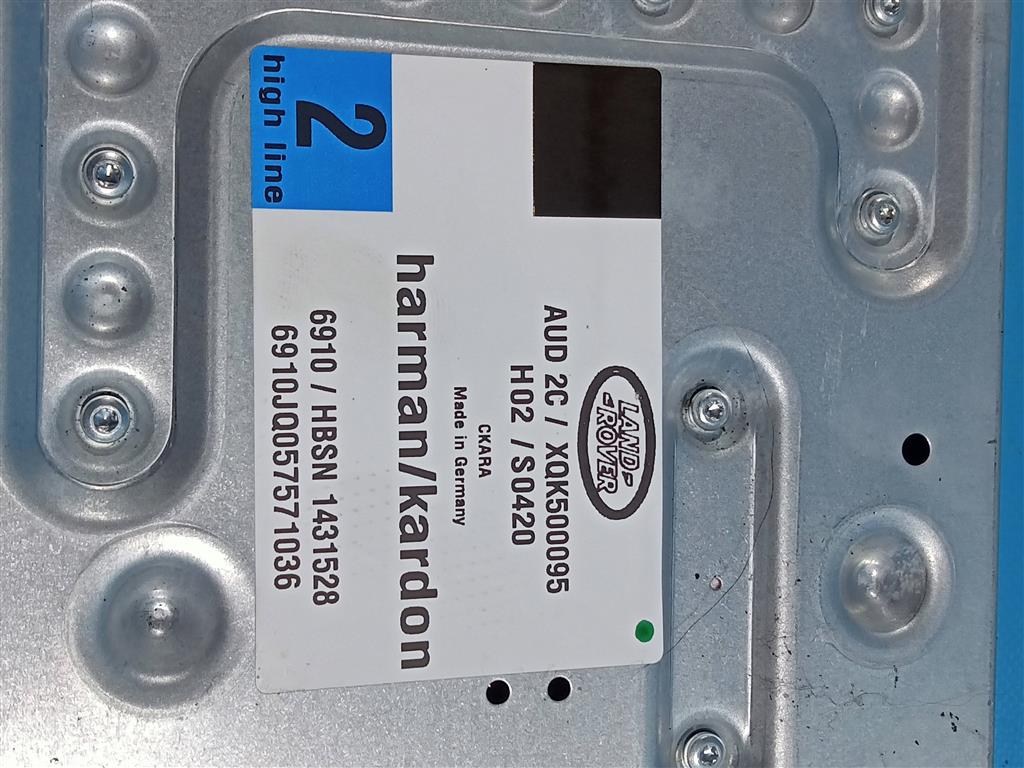 LAND-
-ROVER
AUD 2C / XQK500095
H02 / S0420
CKARA
Made in Germany
harman/kardon
2
high line
6910 / HBSN 1431528
6910JQ057571036